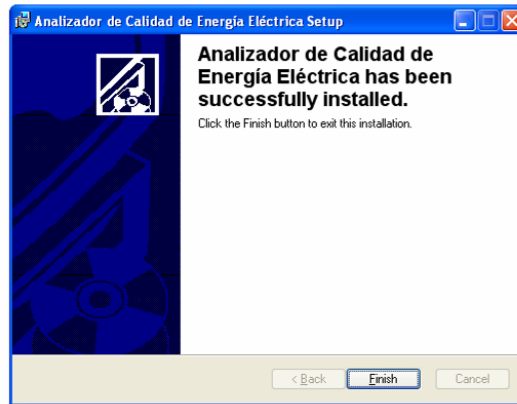 Analizador de Calidad de Energía Eléctrica Setup
Analizador de Calidad de
Energía Eléctrica has been
successfully installed.
Click the Finish button to exit this installation.
< Back
Finish
Cancel